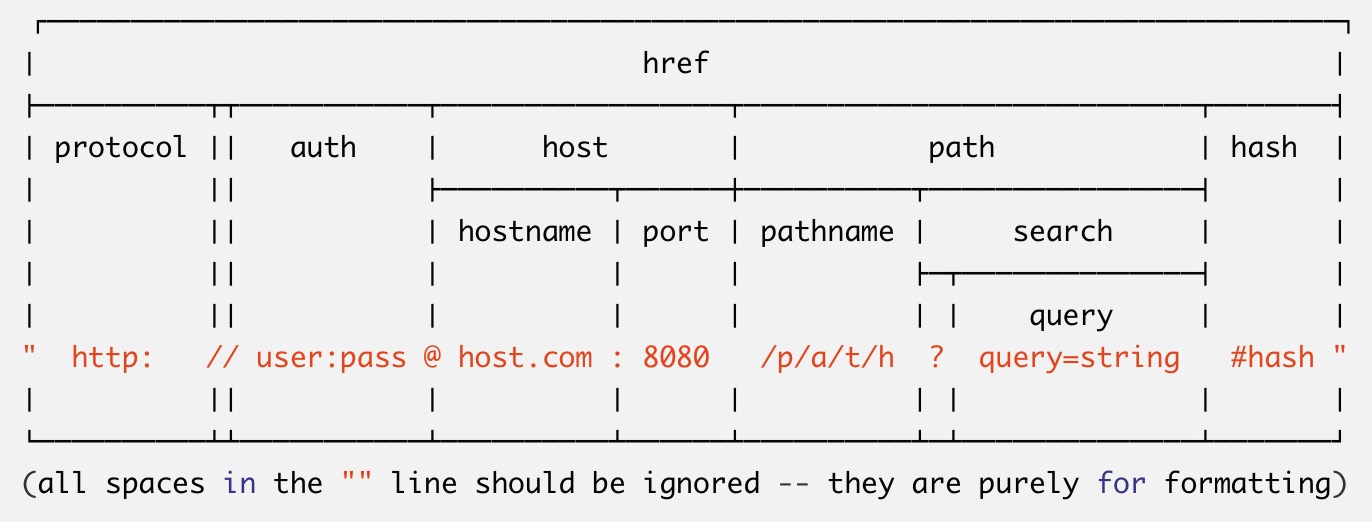 href
protocol auth host path hash
hostname port pathname search
query
" http: // user:pass @ host.com : 8080 /p/a/t/h ? query=string #hash "
(all spaces in the "" line should be ignored -- they are purely for formatting)